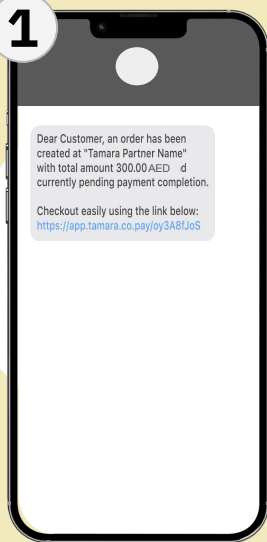 1
Dear Customer, an order has been
created at "Tamara Partner Name"
with total amount 300.00 AED d
currently pending payment completion.
Checkout easily using the link below:
https://app.tamara.co.pay/oy3A8fJoS